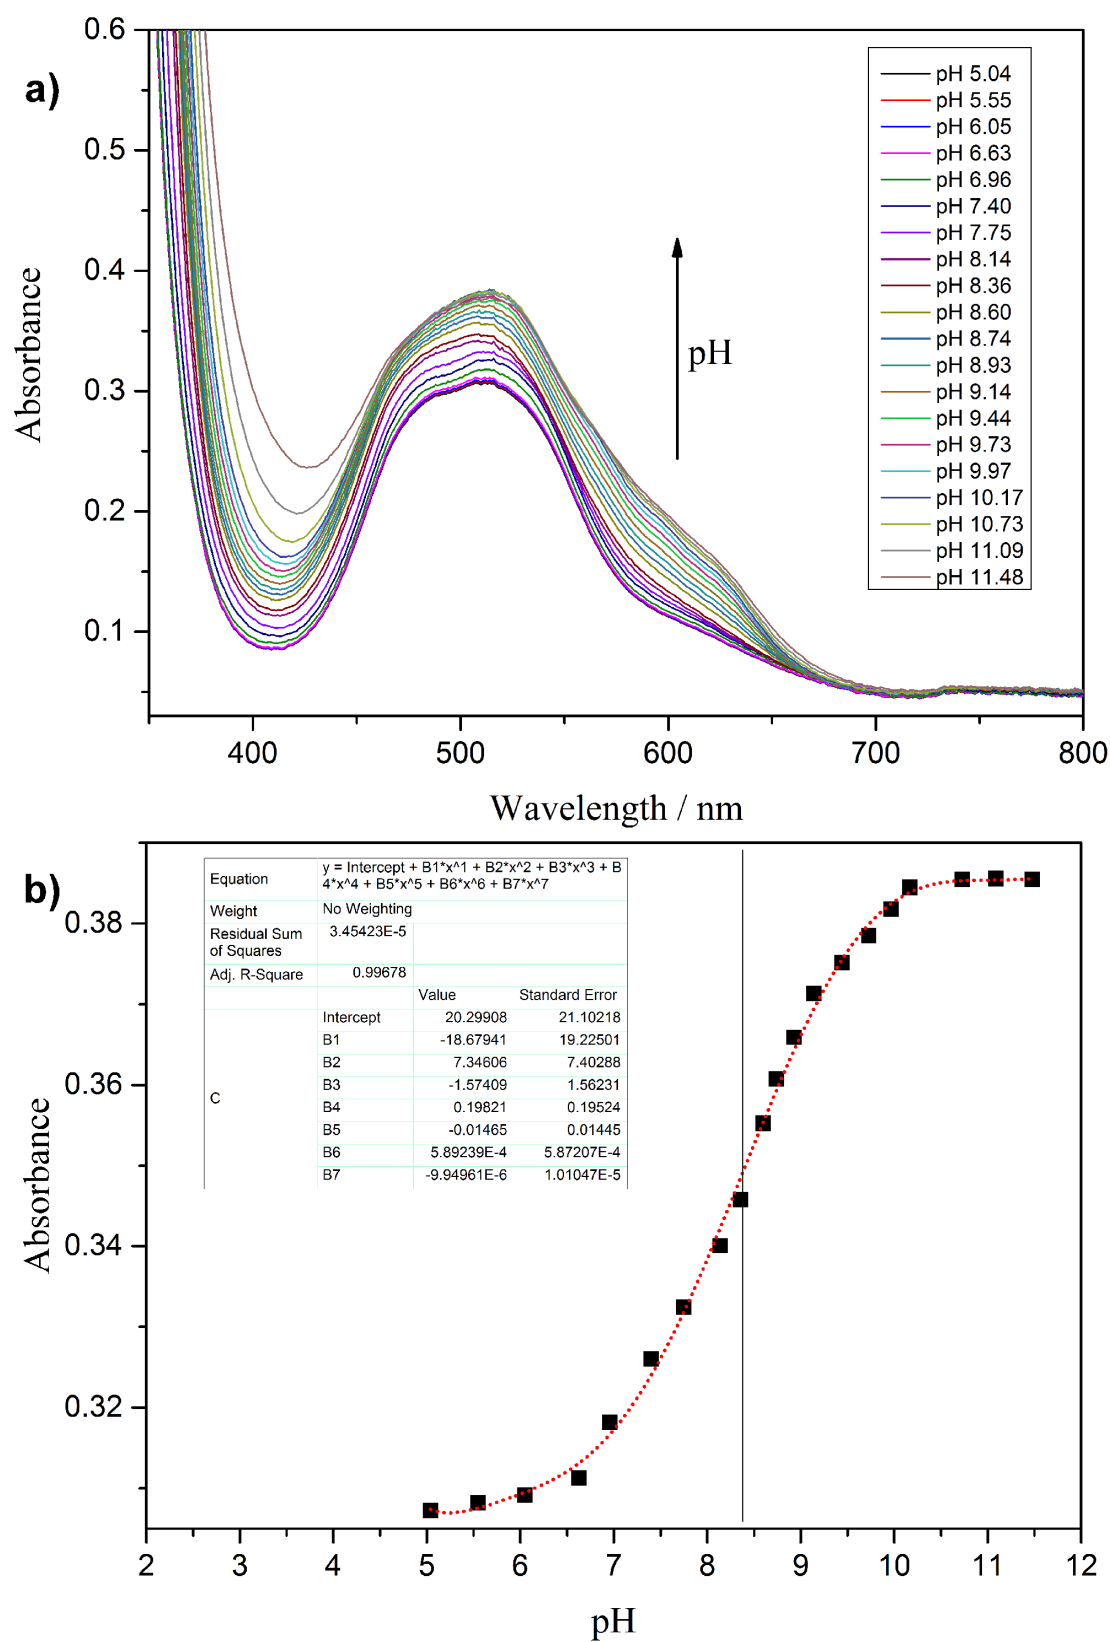 a)
0.6
0.5
0.4
0.3
0.2
0.1
Absorbance
pH
pH 5.04
pH 5.55
pH 6.05
pH 6.63
pH 6.96
pH 7.40
pH 7.75
pH 8.14
pH 8.36
pH 8.60
pH 8.74
pH 8.93
pH 9.14
pH 9.44
pH 9.73
pH 9.97
pH 10.17
pH 10.73
pH 11.09
pH 11.48
400 500 600 700 800
Wavelength / nm
b)
0.38
0.36
0.34
0.32
Absorbance
Equation y = Intercept + B1*x^1 + B2*x^2 + B3*x^3 + B
4*x^4 + B5*x^5 + B6*x^6 + B7*x^7
Weight No Weighting
Residual Sum 3.45423E-5
of Squares
Adj. R-Square 0.99678
Value Standard Error
C
Intercept 20.29908 21.10218
B1 -18.67941 19.22501
B2 7.34606 7.40288
B3 -1.57409 1.56231
B4 0.19821 0.19524
B5 -0.01465 0.01445
B6 5.89239E-4 5.87207E-4
B7 -9.94961E-6 1.01047E-5
2 3 4 5 6 7 8 9 10 11 12
pH